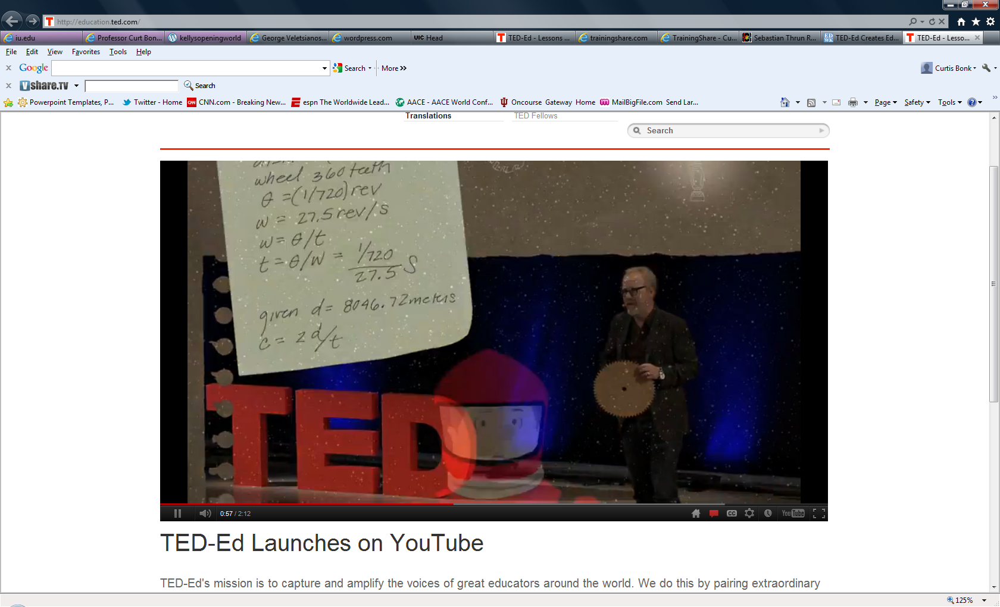 http://education.ted.com/
iu.edu
Professor Curt Bon...
kellysopeningworld
George Veletsianos...
wordpress.com
UIC Head
TED-Ed - Lessons ...
trainingshare.com
TrainingShare - Cu...
Sebastian Thrun R...
ED WK TED-Ed Creates Ed...
TED-Ed - Lesso...
File Edit View Favorites Tools Help
Google Search More »
Curtis Bonk
Vshare.tv Search
Powerpoint Templates, P...
Twitter - Home
CNN CNN.com - Breaking New...
espn The Worldwide Lead...
AACE - AACE World Conf...
Oncourse Gateway Home
MailBigFile.com Send Lar...
Page Safety Tools
Translations
TED Fellows
Search
wheel 360 teeth
θ = (1/720) rev
w = 27.5 rev/s
w = θ/t
t = θ/w = 1/720 / 27.5 s
given d = 8046.72 meters
c = 2d/t
TED
0:57 / 2:12
CC
YouTube
TED-Ed Launches on YouTube
TED-Ed's mission is to capture and amplify the voices of great educators around the world. We do this by pairing extraordinary
125%